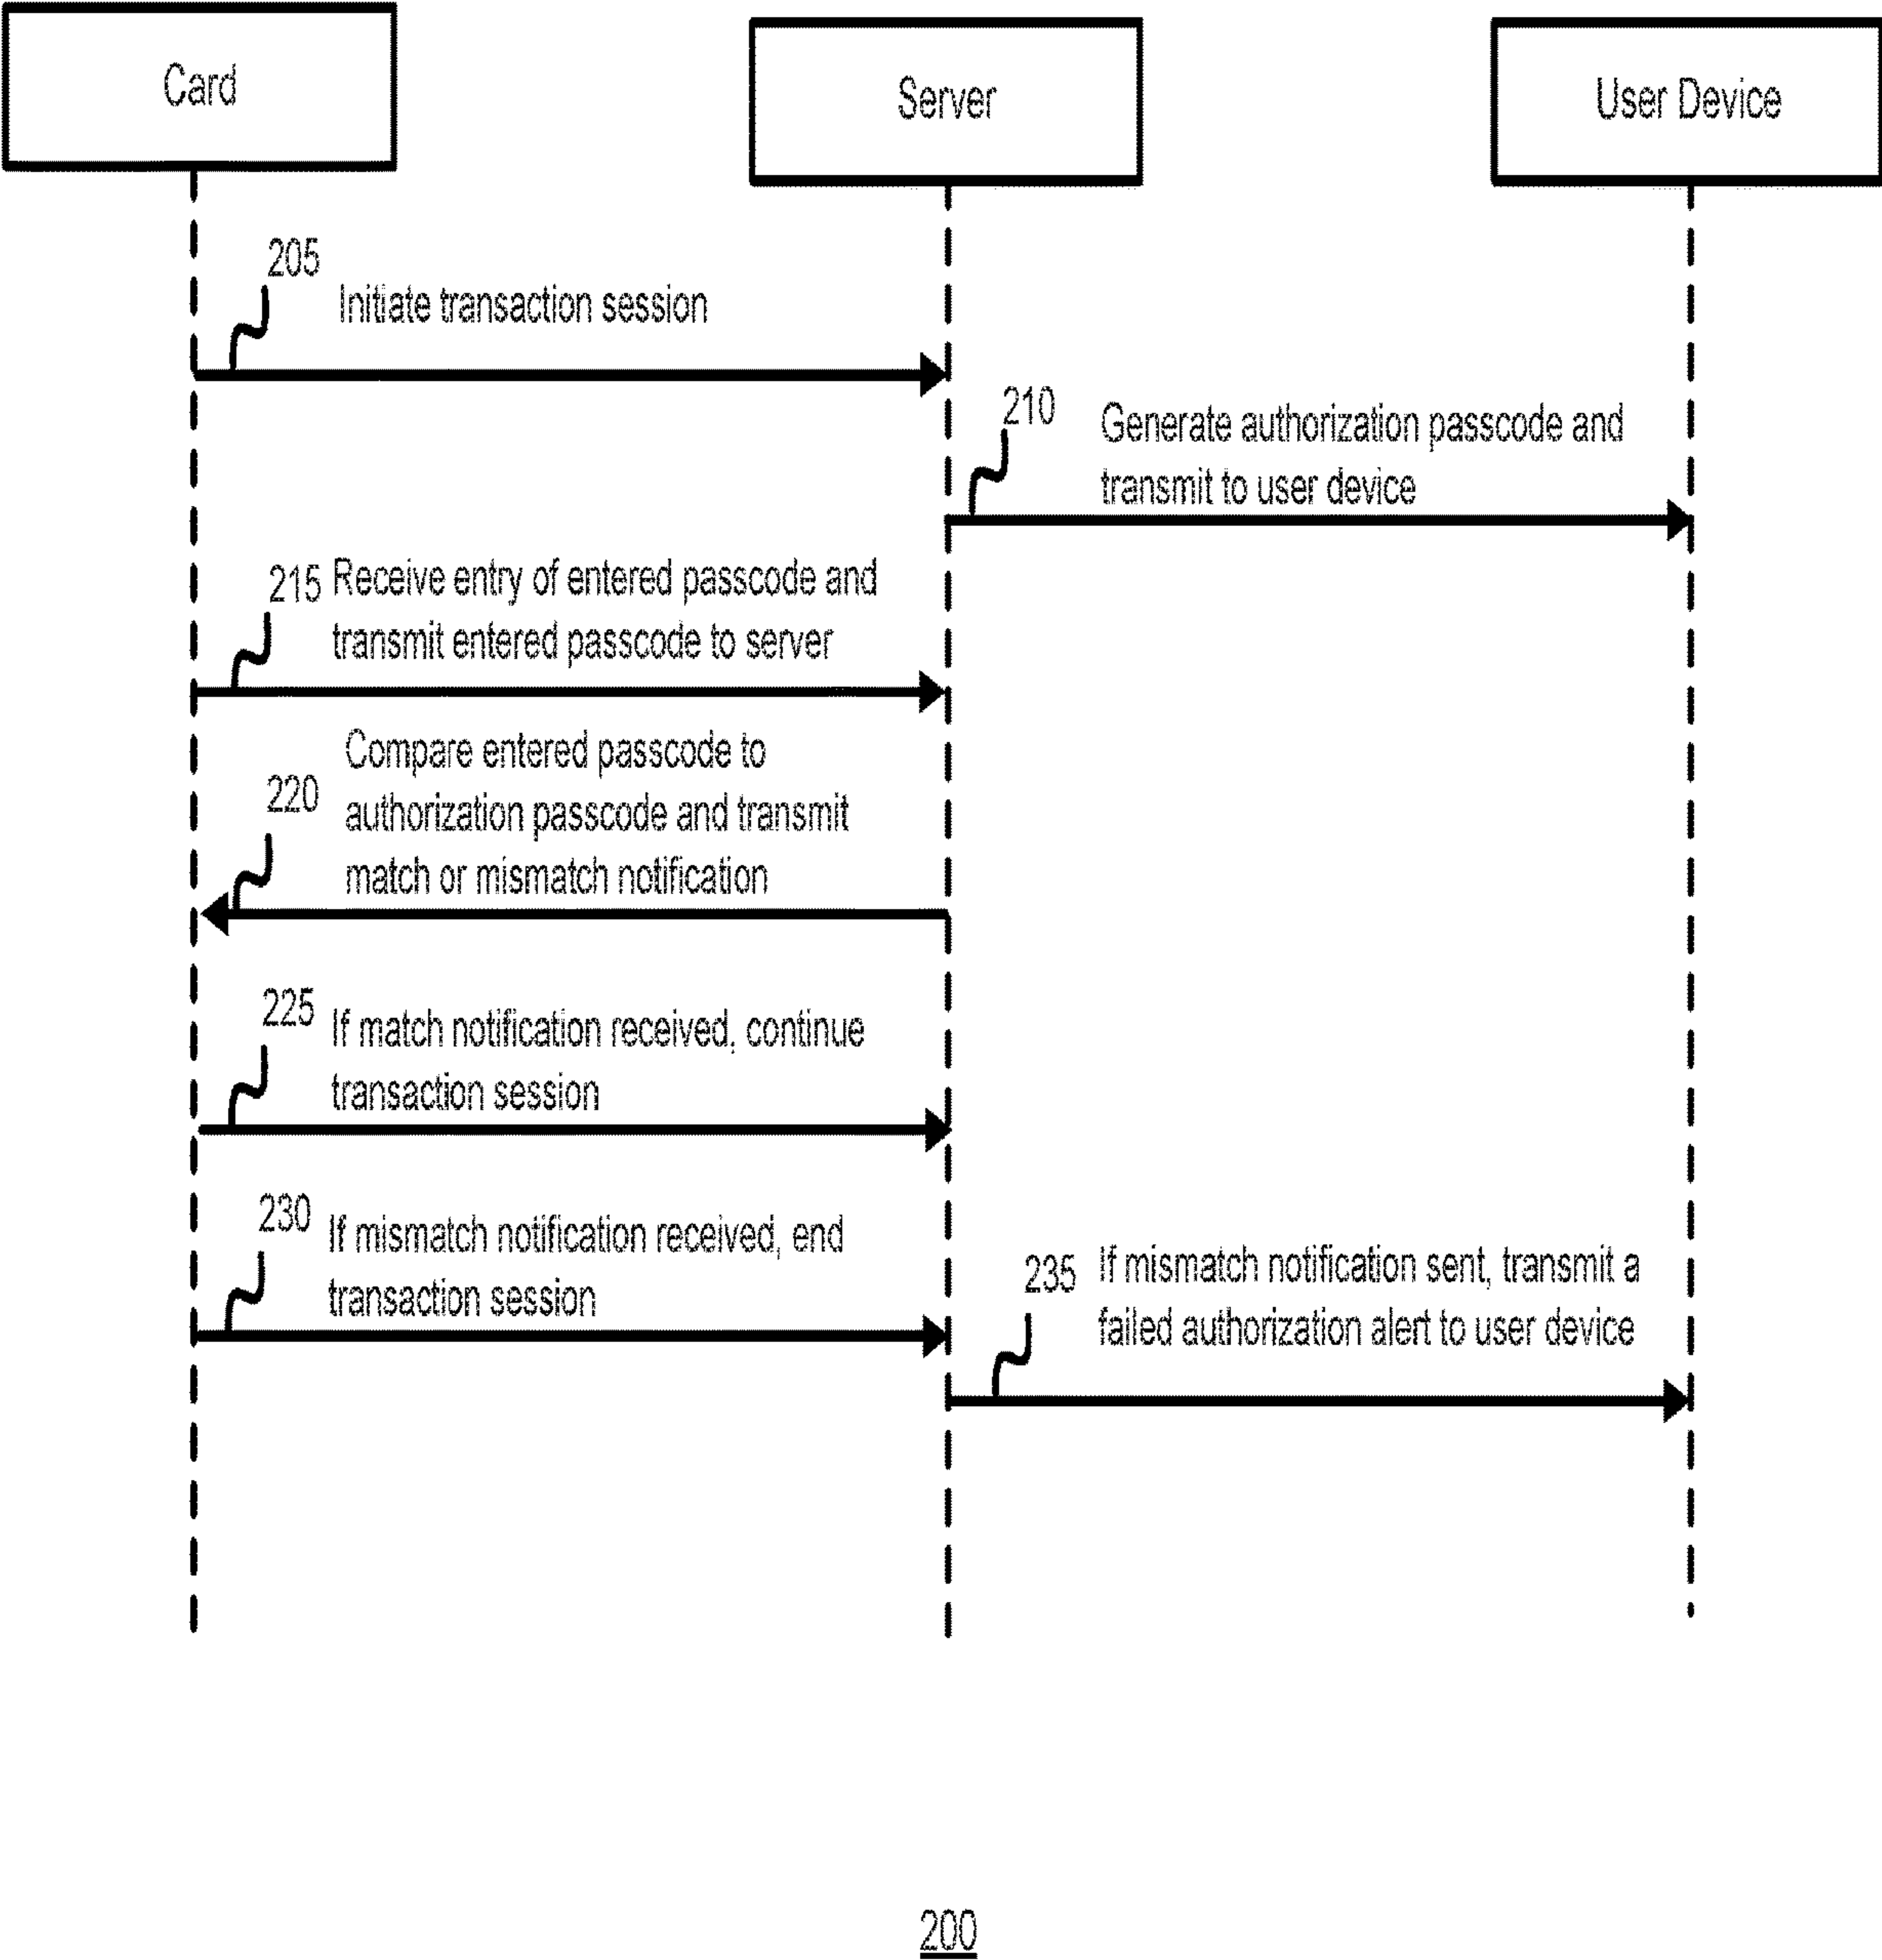 Card
Server
User Device
205
Initiate transaction session
210
Generate authorization passcode and
transmit to user device
215
Receive entry of entered passcode and
transmit entered passcode to server
220
Compare entered passcode to
authorization passcode and transmit
match or mismatch notification
225
If match notification received, continue
transaction session
230
If mismatch notification received, end
transaction session
235
If mismatch notification sent, transmit a
failed authorization alert to user device
200